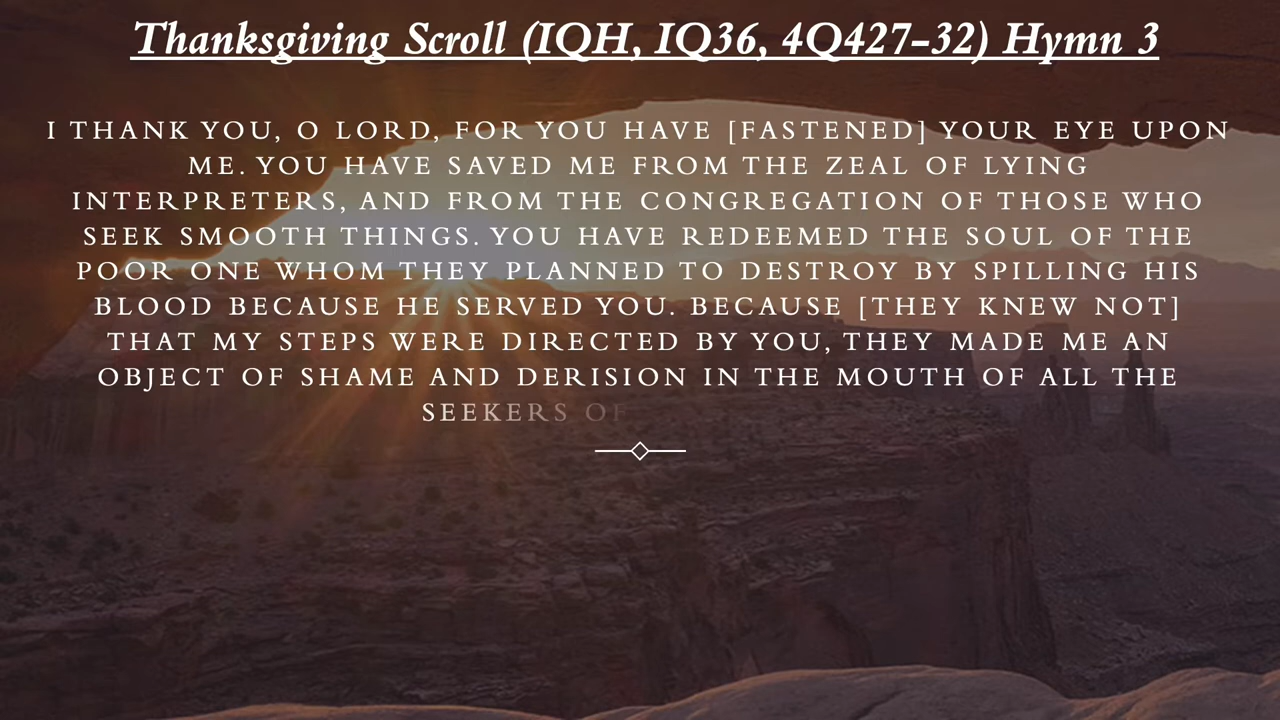 Thanksgiving Scroll (IQH, IQ36, 4Q427-32) Hymn 3
I THANK YOU, O LORD, FOR YOU HAVE [FASTENED] YOUR EYE UPON
ME. YOU HAVE SAVED ME FROM THE ZEAL OF LYING
INTERPRETERS, AND FROM THE CONGREGATION OF THOSE WHO
SEEK SMOOTH THINGS. YOU HAVE REDEEMED THE SOUL OF THE
POOR ONE WHOM THEY PLANNED TO DESTROY BY SPILLING HIS
BLOOD BECAUSE HE SERVED YOU. BECAUSE [THEY KNEW NOT]
THAT MY STEPS WERE DIRECTED BY YOU, THEY MADE ME AN
OBJECT OF SHAME AND DERISION IN THE MOUTH OF ALL THE
SEEKERS OF